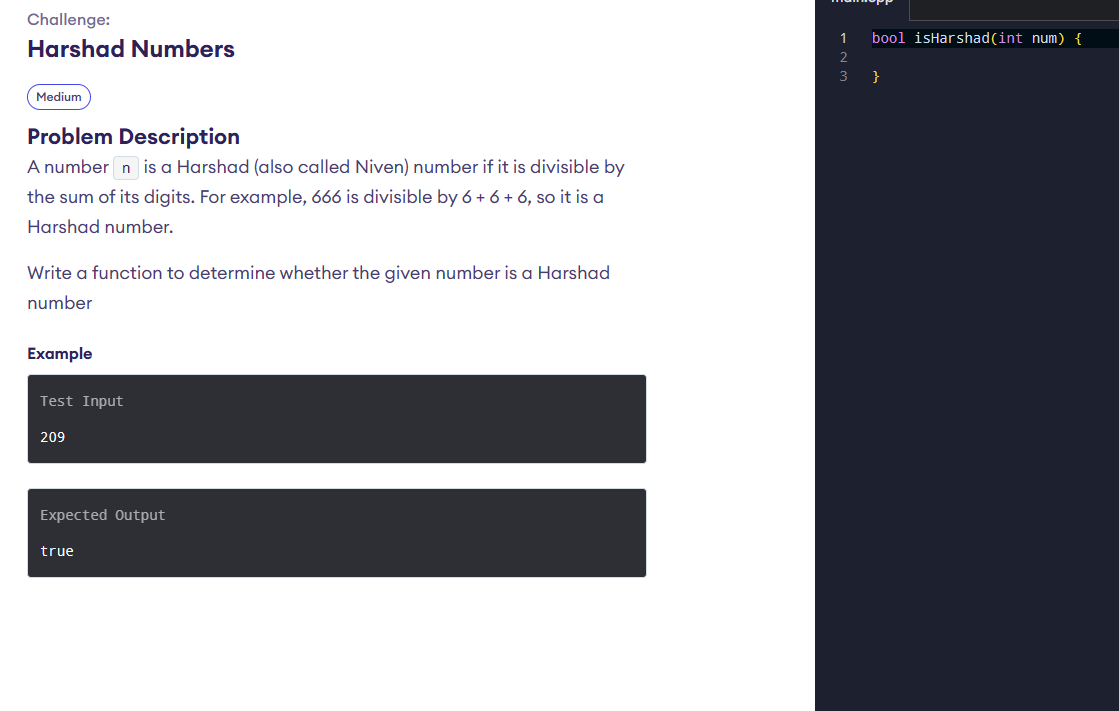 Challenge:
Harshad Numbers
Medium
Problem Description
A number n is a Harshad (also called Niven) number if it is divisible by
the sum of its digits. For example, 666 is divisible by 6 + 6 + 6, so it is a
Harshad number.
Write a function to determine whether the given number is a Harshad
number
Example
Test Input
209
Expected Output
true
main.cpp
1 bool isHarshad(int num) {
2
3 }